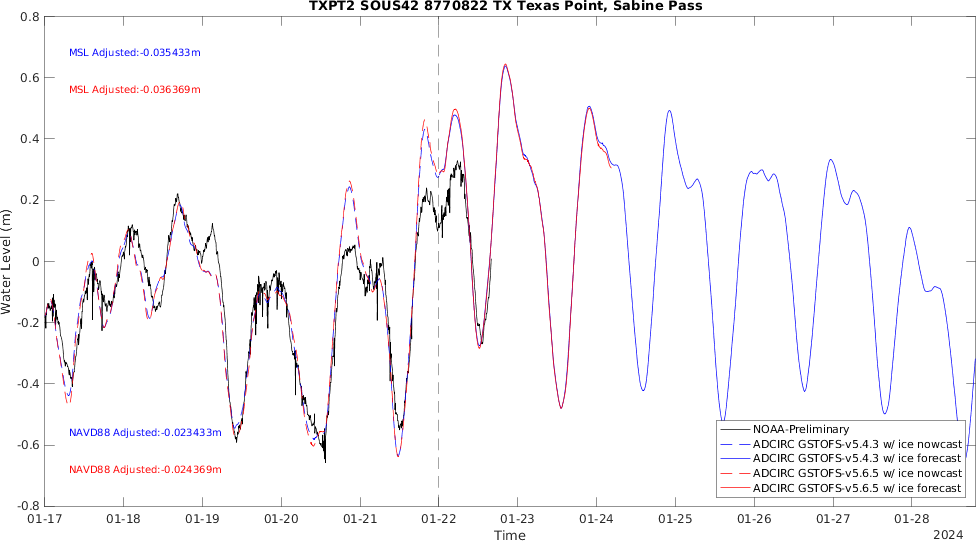 TXPT2 SOUS42 8770822 TX Texas Point, Sabine Pass
0.8
0.6
0.4
0.2
0
-0.2
-0.4
-0.6
-0.8
Water Level (m)
MSL Adjusted:-0.035433m
MSL Adjusted:-0.036369m
NAVD88 Adjusted:-0.023433m
NAVD88 Adjusted:-0.024369m
NOAA-Preliminary
ADCIRC GSTOFS-v5.4.3 w/ ice nowcast
ADCIRC GSTOFS-v5.4.3 w/ ice forecast
ADCIRC GSTOFS-v5.6.5 w/ ice nowcast
ADCIRC GSTOFS-v5.6.5 w/ ice forecast
01-17 01-18 01-19 01-20 01-21 01-22 01-23 01-24 01-25 01-26 01-27 01-28
Time
2024